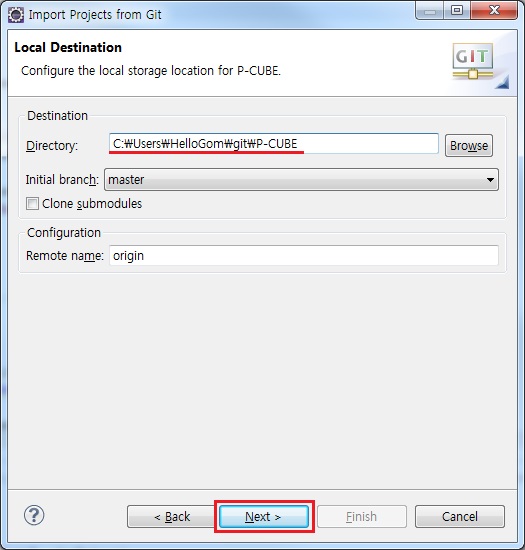 Import Projects from Git
Local Destination
Configure the local storage location for P-CUBE.
GIT
Destination
Directory: C:₩Users₩HelloGom₩git₩P-CUBE Browse
Initial branch: master
Clone submodules
Configuration
Remote name: origin
? < Back Next > Finish Cancel